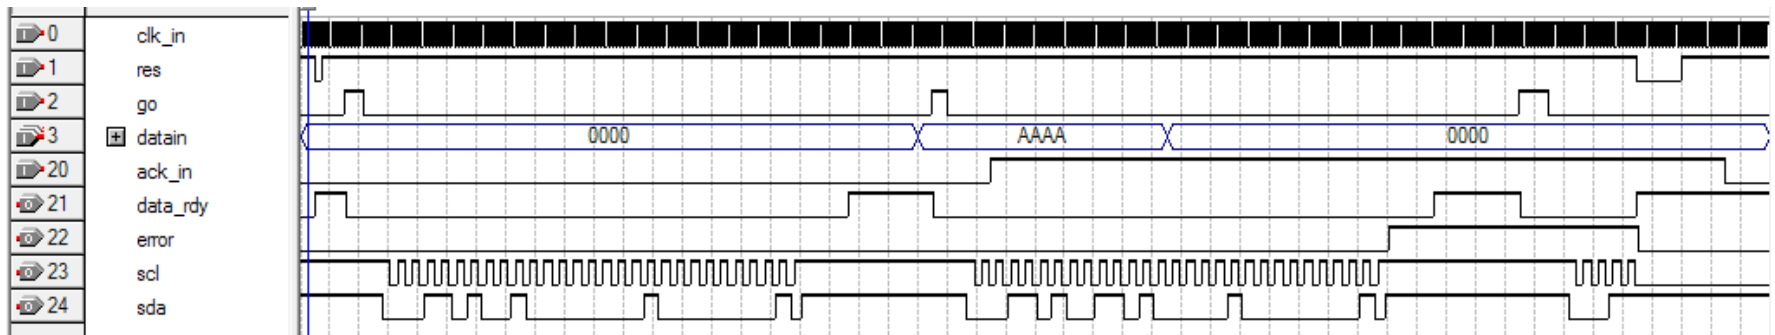 0 clk_in
1 res
2 go
3 datain 0000 AAAA 0000
20 ack_in
21 data_rdy
22 error
23 scl
24 sda